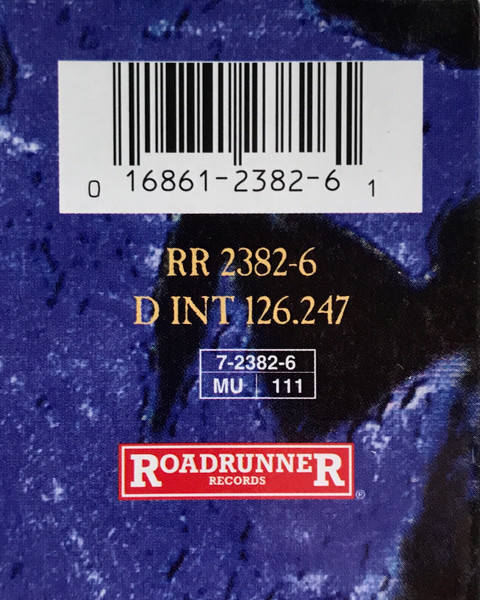 0 16861-2382-6 1
RR 2382-6
D INT 126.247
7-2382-6
MU 111
ROADRUNNER
RECORDS
℗